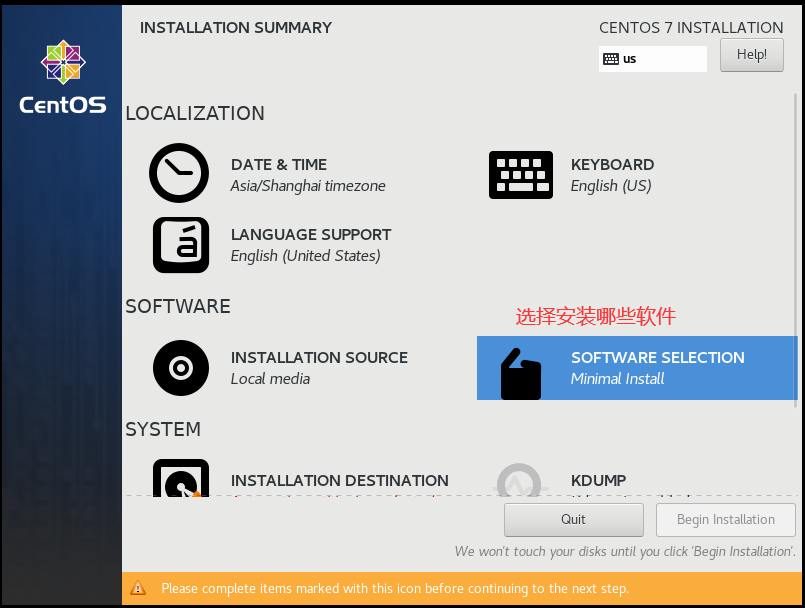 INSTALLATION SUMMARY
CENTOS 7 INSTALLATION
us
Help!
CentOS
LOCALIZATION
DATE & TIME
Asia/Shanghai timezone
KEYBOARD
English (US)
LANGUAGE SUPPORT
English (United States)
SOFTWARE
选择安装哪些软件
INSTALLATION SOURCE
Local media
SOFTWARE SELECTION
Minimal Install
SYSTEM
INSTALLATION DESTINATION
KDUMP
Quit
Begin Installation
We won't touch your disks until you click 'Begin Installation'.
Please complete items marked with this icon before continuing to the next step.